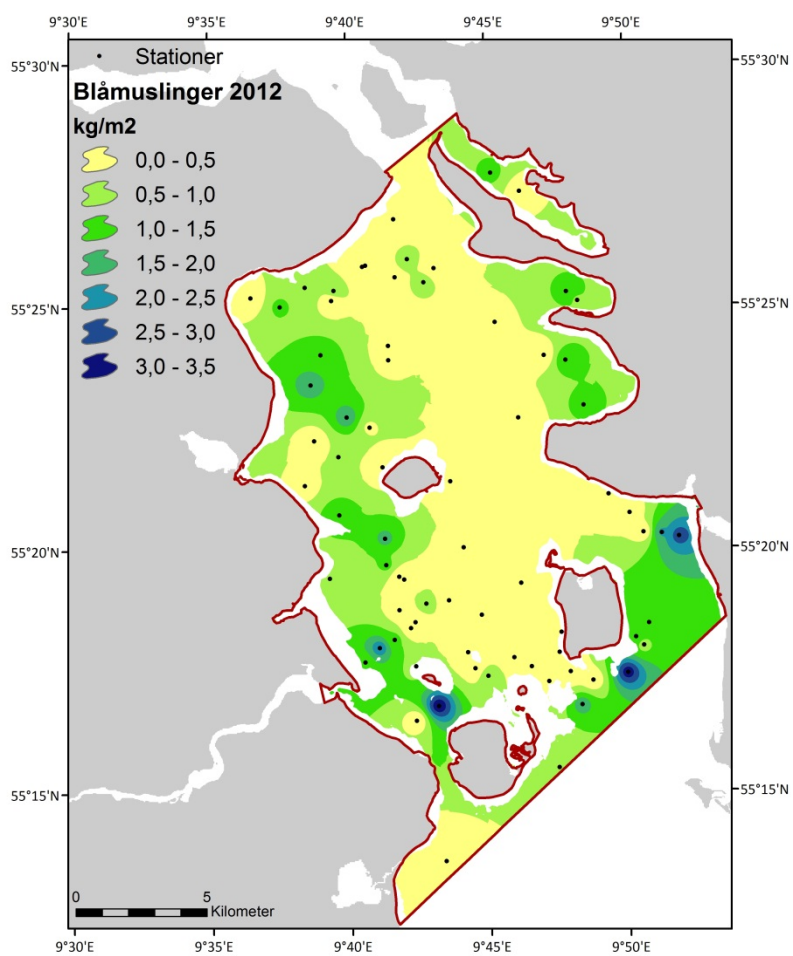 9°30'E 9°35'E 9°40'E 9°45'E 9°50'E
55°30'N 55°30'N
Stationer
Blåmuslinger 2012
kg/m2
0,0 - 0,5
0,5 - 1,0
1,0 - 1,5
1,5 - 2,0
2,0 - 2,5
2,5 - 3,0
3,0 - 3,5
55°25'N 55°25'N
55°20'N 55°20'N
55°15'N 55°15'N
0 5
Kilometer
9°30'E 9°35'E 9°40'E 9°45'E 9°50'E